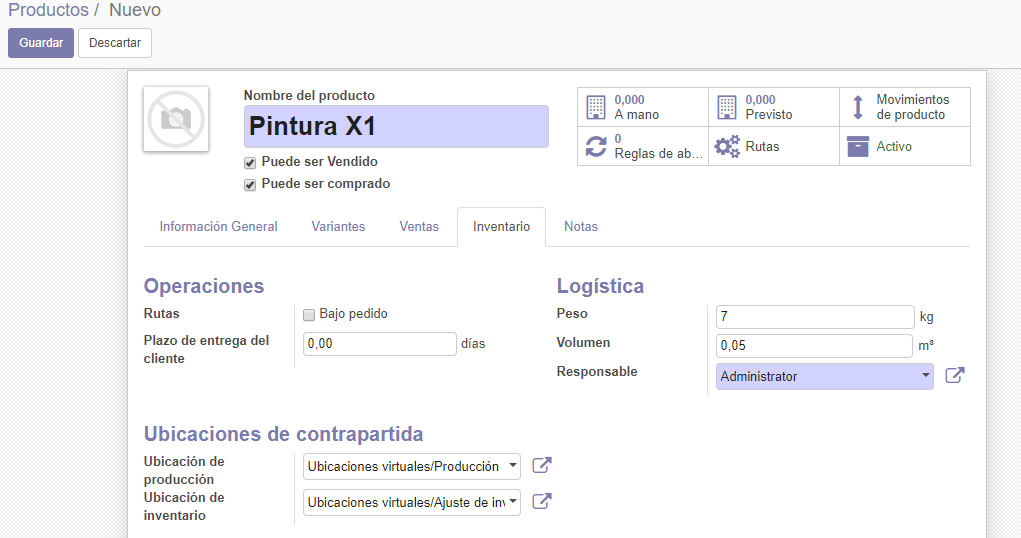 Productos / Nuevo
Guardar Descartar
Nombre del producto
Pintura X1
Puede ser Vendido
Puede ser comprado
0,000
A mano
0,000
Previsto
Movimientos
de producto
0
Reglas de ab...
Rutas
Activo
Información General Variantes Ventas Inventario Notas
Operaciones
Rutas Bajo pedido
Plazo de entrega del
cliente
0,00 días
Logística
Peso 7 kg
Volumen 0,05 m³
Responsable Administrator
Ubicaciones de contrapartida
Ubicación de
producción
Ubicaciones virtuales/Producción
Ubicación de
inventario
Ubicaciones virtuales/Ajuste de inv